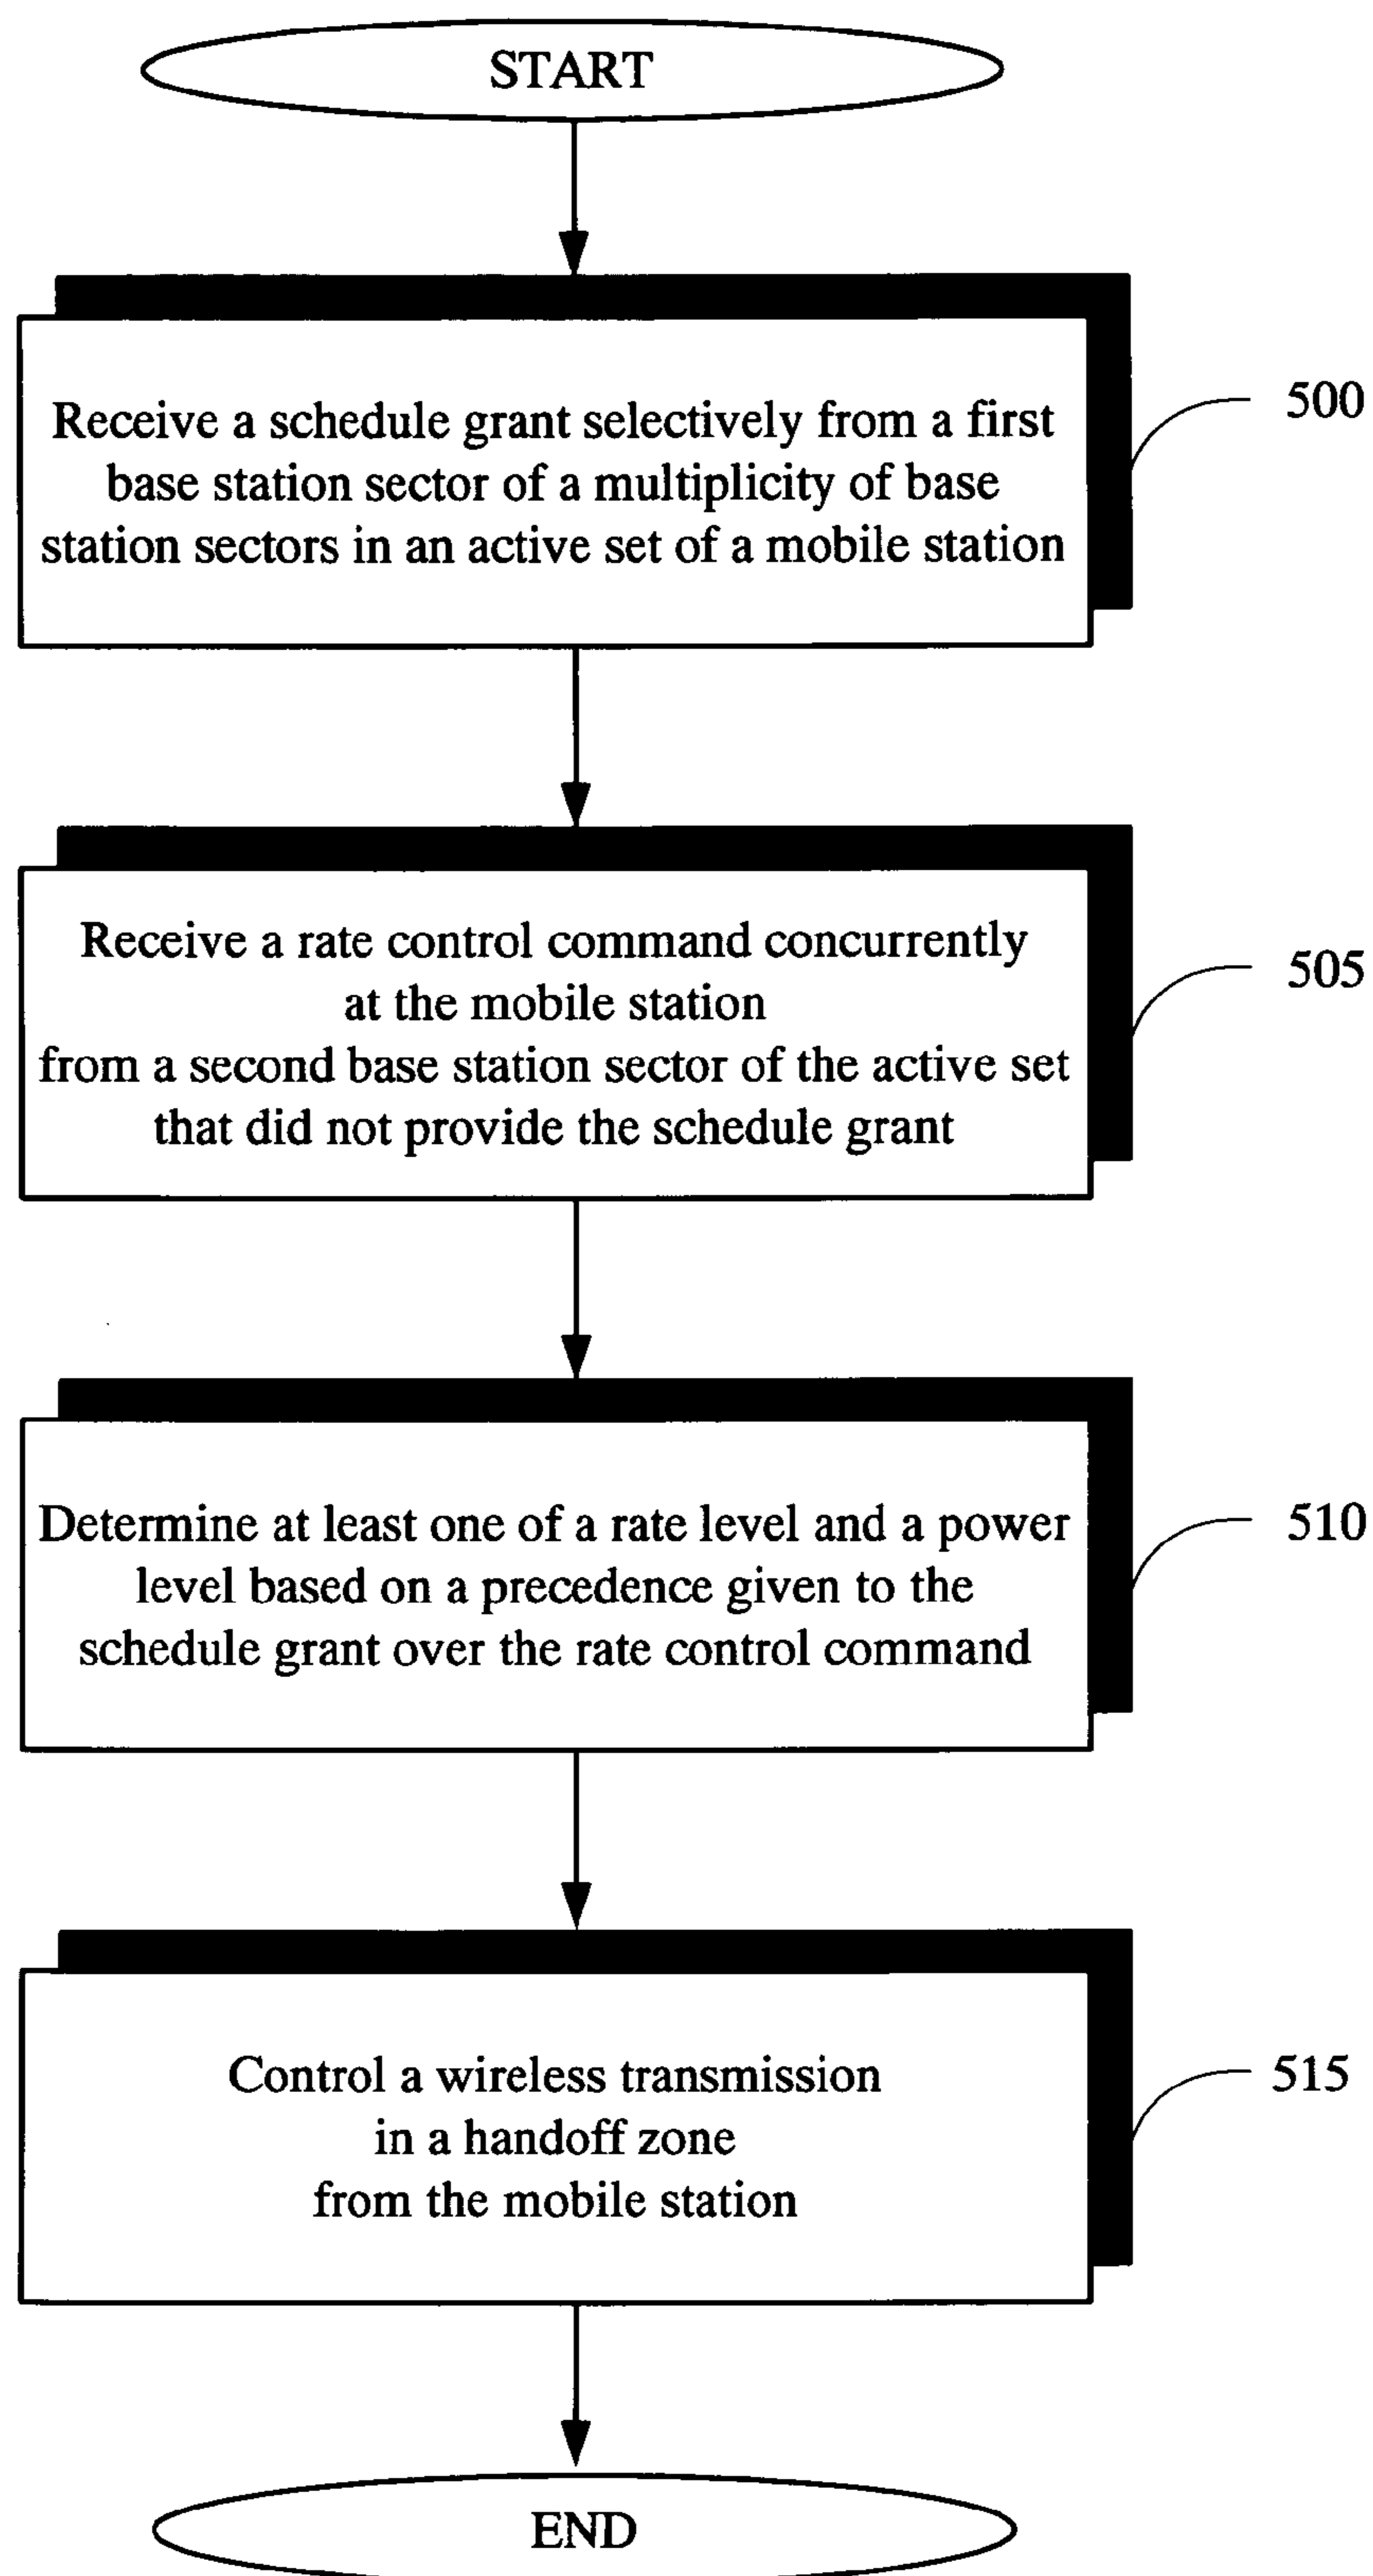 START
Receive a schedule grant selectively from a first
base station sector of a multiplicity of base
station sectors in an active set of a mobile station
500
Receive a rate control command concurrently
at the mobile station
from a second base station sector of the active set
that did not provide the schedule grant
505
Determine at least one of a rate level and a power
level based on a precedence given to the
schedule grant over the rate control command
510
Control a wireless transmission
in a handoff zone
from the mobile station
515
END